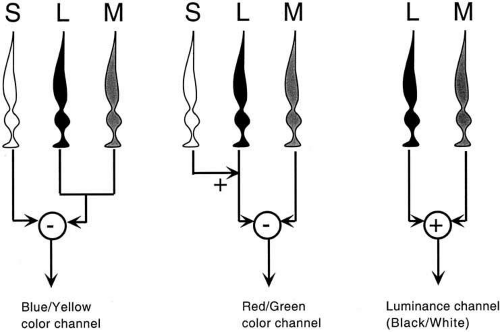 S L M
S L M
L M
+
-
-
+
Blue/Yellow
color channel
Red/Green
color channel
Luminance channel
(Black/White)